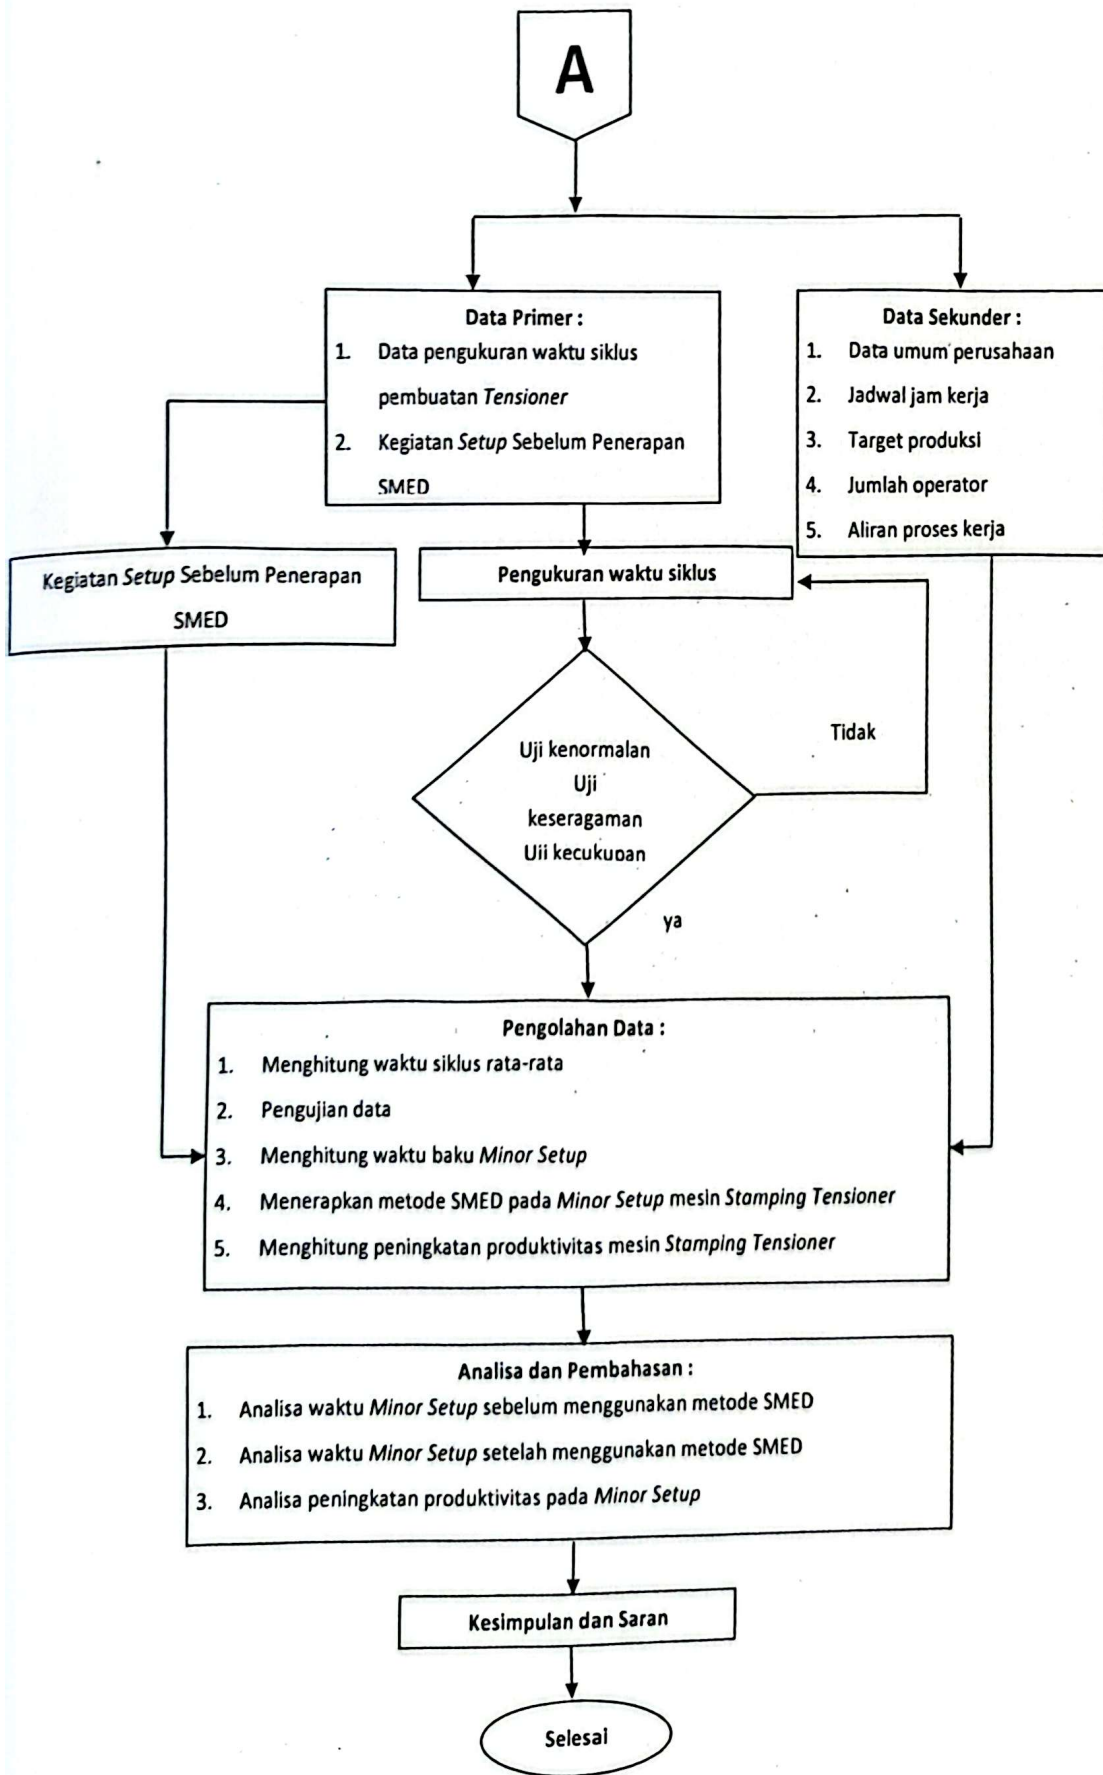 A
Data Primer :
1. Data pengukuran waktu siklus
pembuatan Tensioner
2. Kegiatan Setup Sebelum Penerapan
SMED
Data Sekunder :
1. Data umum perusahaan
2. Jadwal jam kerja
3. Target produksi
4. Jumlah operator
5. Aliran proses kerja
Kegiatan Setup Sebelum Penerapan
SMED
Pengukuran waktu siklus
Uji kenormalan
Uji
keseragaman
Uji kecukupan
Tidak
ya
Pengolahan Data :
1. Menghitung waktu siklus rata-rata
2. Pengujian data
3. Menghitung waktu baku Minor Setup
4. Menerapkan metode SMED pada Minor Setup mesin Stamping Tensioner
5. Menghitung peningkatan produktivitas mesin Stamping Tensioner
Analisa dan Pembahasan :
1. Analisa waktu Minor Setup sebelum menggunakan metode SMED
2. Analisa waktu Minor Setup setelah menggunakan metode SMED
3. Analisa peningkatan produktivitas pada Minor Setup
Kesimpulan dan Saran
Selesai